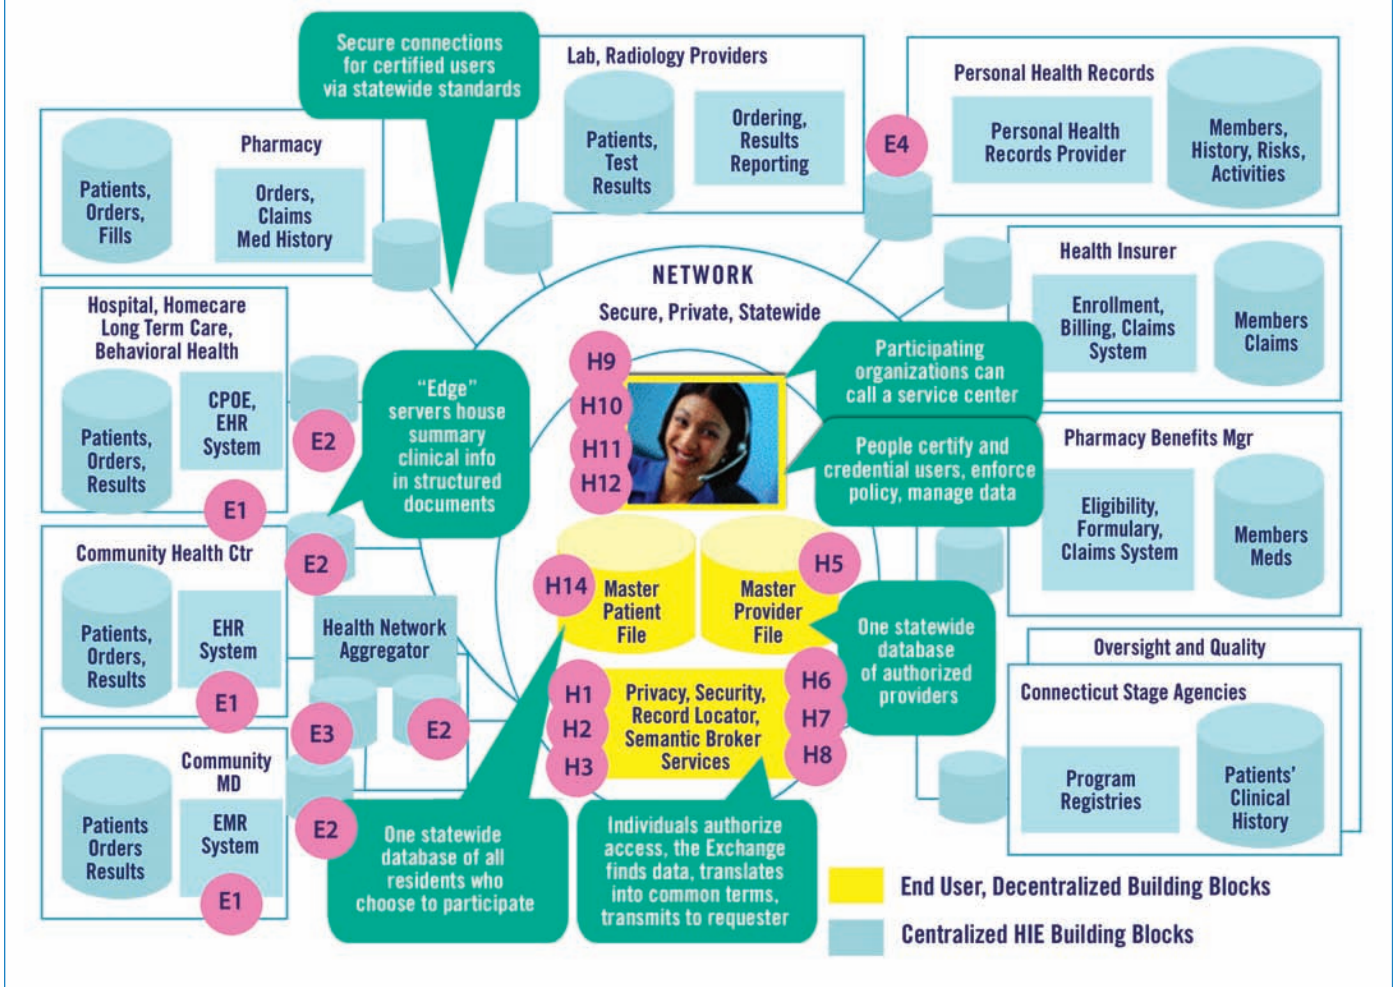 Secure connections
for certified users
via statewide standards
Lab, Radiology Providers
Patients,
Test
Results
Ordering,
Results
Reporting
E4
Personal Health Records
Personal Health
Records Provider
Members,
History, Risks,
Activities
Pharmacy
Patients,
Orders,
Fills
Orders,
Claims
Med History
NETWORK
Secure, Private, Statewide
Health Insurer
Enrollment,
Billing, Claims
System
Members
Claims
Hospital, Homecare
Long Term Care,
Behavioral Health
Patients,
Orders,
Results
CPOE,
EHR
System
E2
E1
"Edge"
servers house
summary
clinical info
in structured
documents
H9
H10
H11
H12
Participating
organizations can
call a service center
People certify and
credential users, enforce
policy, manage data
Pharmacy Benefits Mgr
Eligibility,
Formulary,
Claims System
Members
Meds
Community Health Ctr
Patients,
Orders,
Results
EHR
System
E2
E1
Health Network
Aggregator
E3
E2
H14
Master
Patient
File
H5
Master
Provider
File
One statewide
database
of authorized
providers
H1
H2
H3
Privacy, Security,
Record Locator,
Semantic Broker
Services
H6
H7
H8
Oversight and Quality
Connecticut Stage Agencies
Program
Registries
Patients'
Clinical
History
Community
MD
Patients
Orders
Results
EMR
System
E2
E1
One statewide
database of all
residents who
choose to participate
Individuals authorize
access, the Exchange
finds data, translates
into common terms,
transmits to requester
End User, Decentralized Building Blocks
Centralized HIE Building Blocks